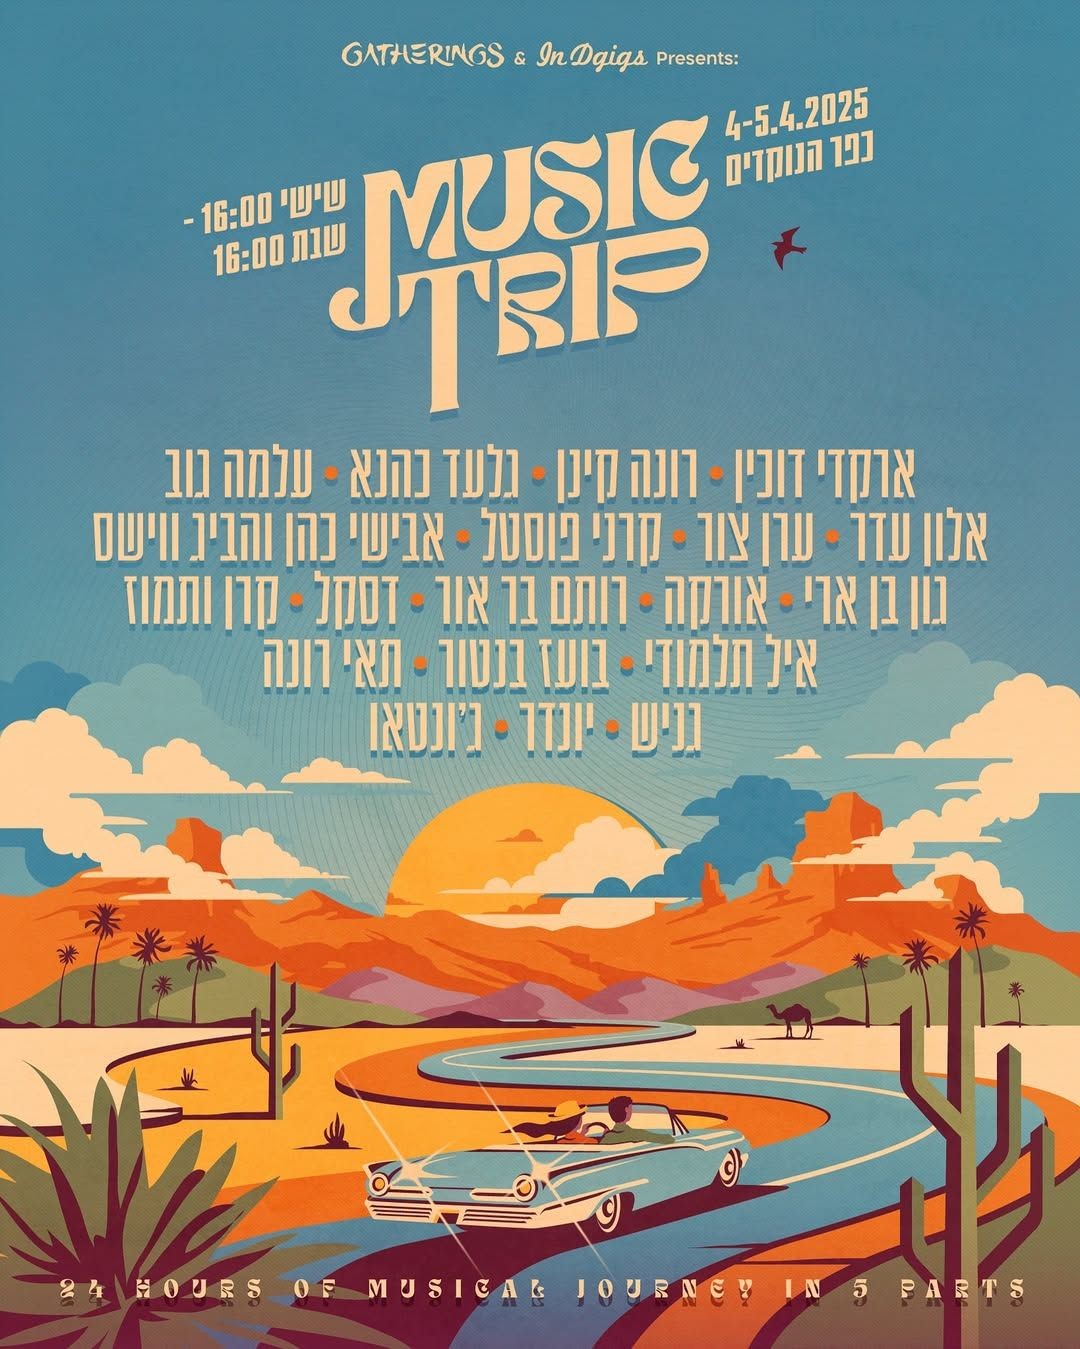 GATHERINGS & InDgigs Presents:
MUSIC
TRIP
4-5.4.2025
כפר הנוקדים
שישי 16:00 -
שבת 16:00
ארקדי דוכין • רונה קינן • גלעד כהנא • עלמה גוב
אלון עדר • ערן צור • קרני פוסטל • אבישי כהן והביג ווישס
נון בן ארי • אורקה • רותם בר אור • דסקל • קרן ותמוז
איל תלמודי • בועז בנטור • תאי רונה
גניש • יונדר • ג'ונטאו
24 HOURS OF MUSICAL JOURNEY IN 5 PARTS